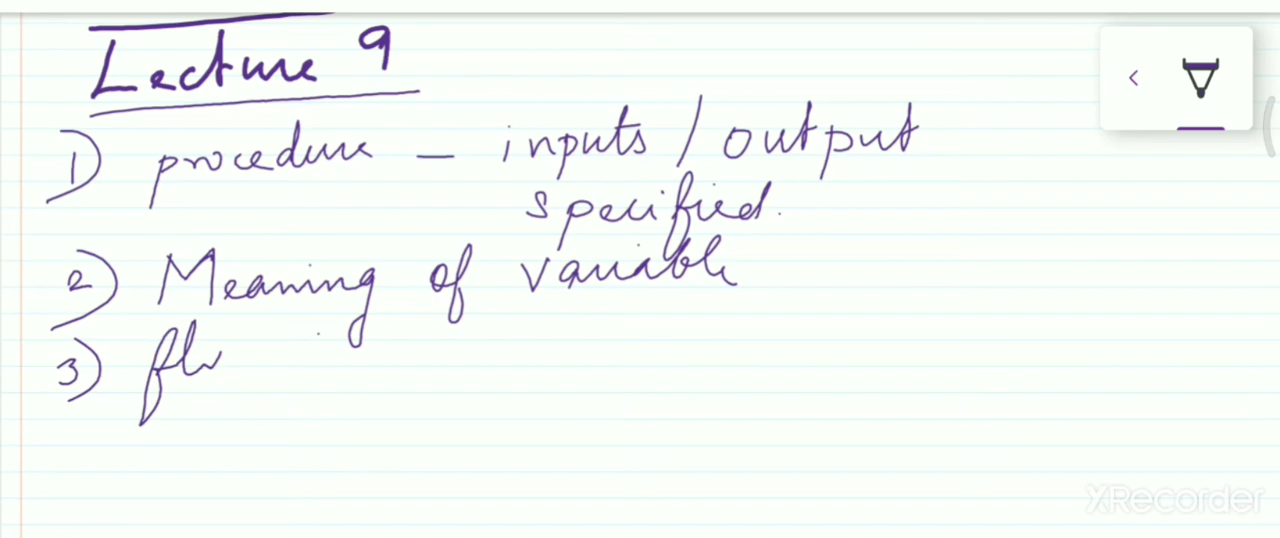 Lecture 9
1) procedure - inputs / output
specified.
2) Meaning of variable
3) flo
XRecorder